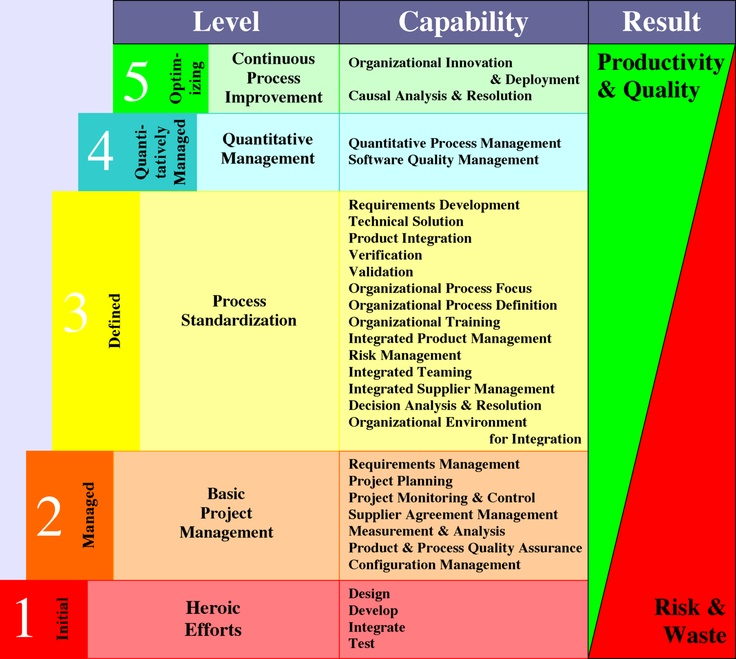 Level
Capability
Result
5
Optim-
izing
Continuous
Process
Improvement
Organizational Innovation
& Deployment
Causal Analysis & Resolution
Productivity
& Quality
4
Quanti-
tatively
Managed
Quantitative
Management
Quantitative Process Management
Software Quality Management
3
Defined
Process
Standardization
Requirements Development
Technical Solution
Product Integration
Verification
Validation
Organizational Process Focus
Organizational Process Definition
Organizational Training
Integrated Product Management
Risk Management
Integrated Teaming
Integrated Supplier Management
Decision Analysis & Resolution
Organizational Environment
for Integration
2
Managed
Basic
Project
Management
Requirements Management
Project Planning
Project Monitoring & Control
Supplier Agreement Management
Measurement & Analysis
Product & Process Quality Assurance
Configuration Management
1
Initial
Heroic
Efforts
Design
Develop
Integrate
Test
Risk &
Waste